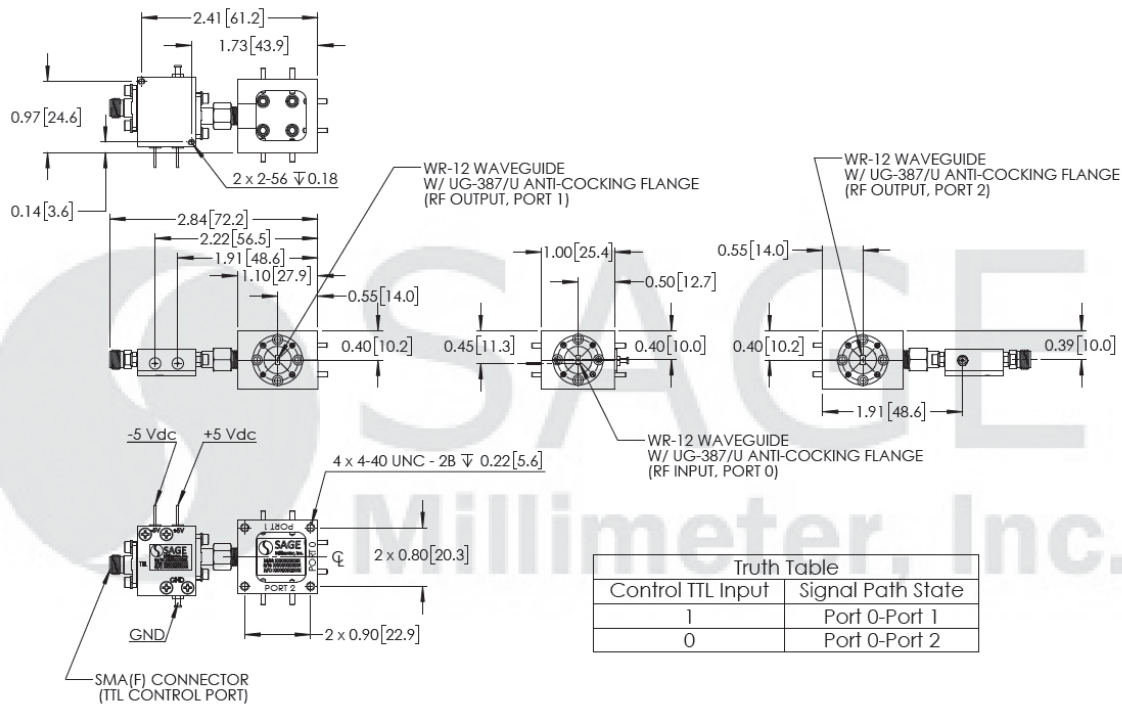 2.41[61.2]
1.73[43.9]
0.97[24.6]
2 x 2-56 ↧0.18
0.14[3.6]
WR-12 WAVEGUIDE
W/ UG-387/U ANTI-COCKING FLANGE
(RF OUTPUT, PORT 1)
WR-12 WAVEGUIDE
W/ UG-387/U ANTI-COCKING FLANGE
(RF OUTPUT, PORT 2)
2.84[72.2]
2.22[56.5]
1.91[48.6]
1.10[27.9]
0.55[14.0]
0.40[10.2]
1.00[25.4]
0.50[12.7]
0.45[11.3]
0.40[10.0]
0.55[14.0]
0.40[10.2]
0.39[10.0]
1.91[48.6]
WR-12 WAVEGUIDE
W/ UG-387/U ANTI-COCKING FLANGE
(RF INPUT, PORT 0)
-5 Vdc
+5 Vdc
4 x 4-40 UNC - 2B ↧ 0.22[5.6]
TTL
SAGE
GND
PORT 1
SAGE
Millimeter, Inc.
PORT 0
PORT 2
℄
2 x 0.80[20.3]
2 x 0.90[22.9]
GND
SMA(F) CONNECTOR
(TTL CONTROL PORT)
Truth Table
Control TTL Input Signal Path State
1 Port 0-Port 1
0 Port 0-Port 2
SAGE
Millimeter, Inc.